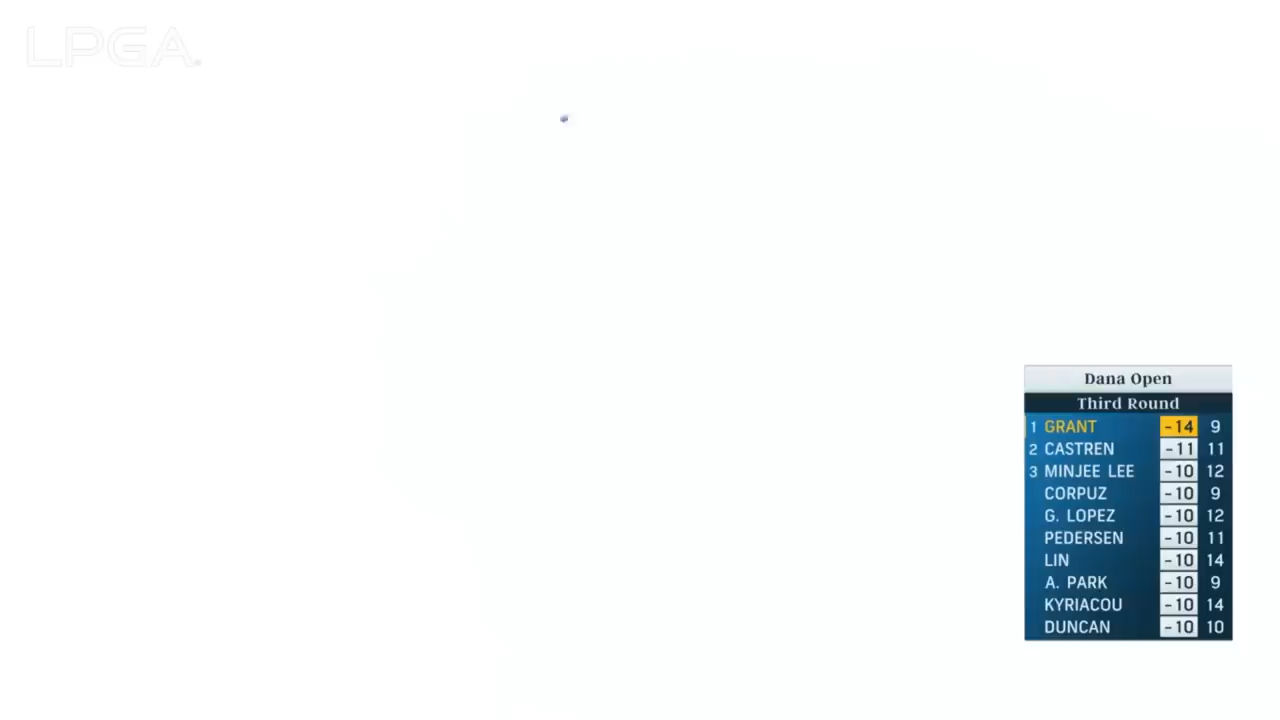 LPGA
Dana Open
Third Round
1 GRANT -14 9
2 CASTREN -11 11
3 MINJEE LEE -10 12
CORPUZ -10 9
G. LOPEZ -10 12
PEDERSEN -10 11
LIN -10 14
A. PARK -10 9
KYRIACOU -10 14
DUNCAN -10 10